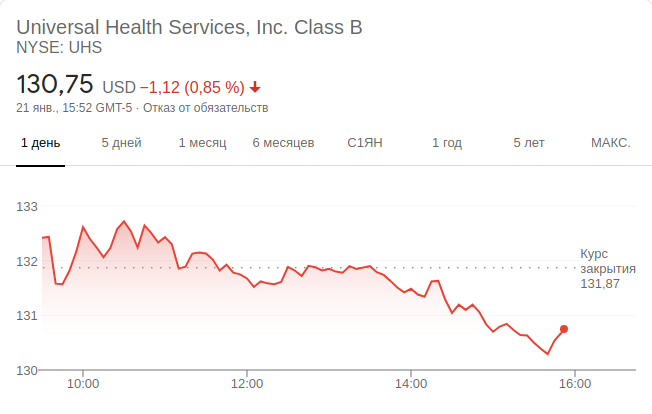 Universal Health Services, Inc. Class B
NYSE: UHS
130,75 USD −1,12 (0,85 %)
21 янв., 15:52 GMT-5 · Отказ от обязательств
1 день 5 дней 1 месяц 6 месяцев С1ЯН 1 год 5 лет МАКС.
133
132
131
130
Курс
закрытия
131,87
10:00 12:00 14:00 16:00